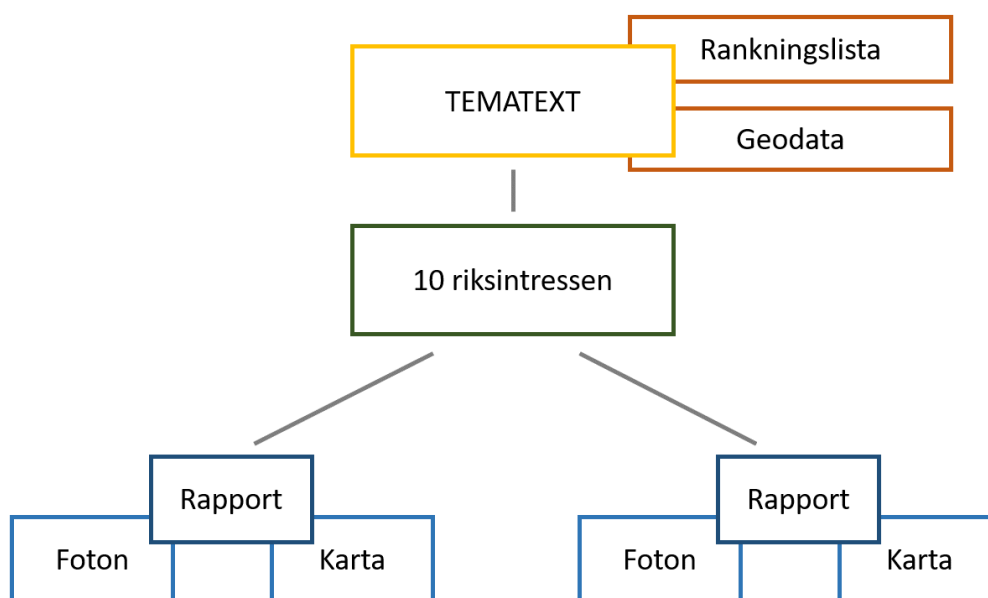 Rankningslista
TEMATEXT
Geodata
10 riksintressen
Rapport
Rapport
Foton
Karta
Foton
Karta